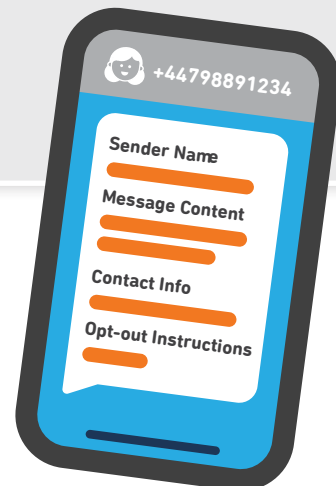 +44798891234
Sender Name
Message Content
Contact Info
Opt-out Instructions